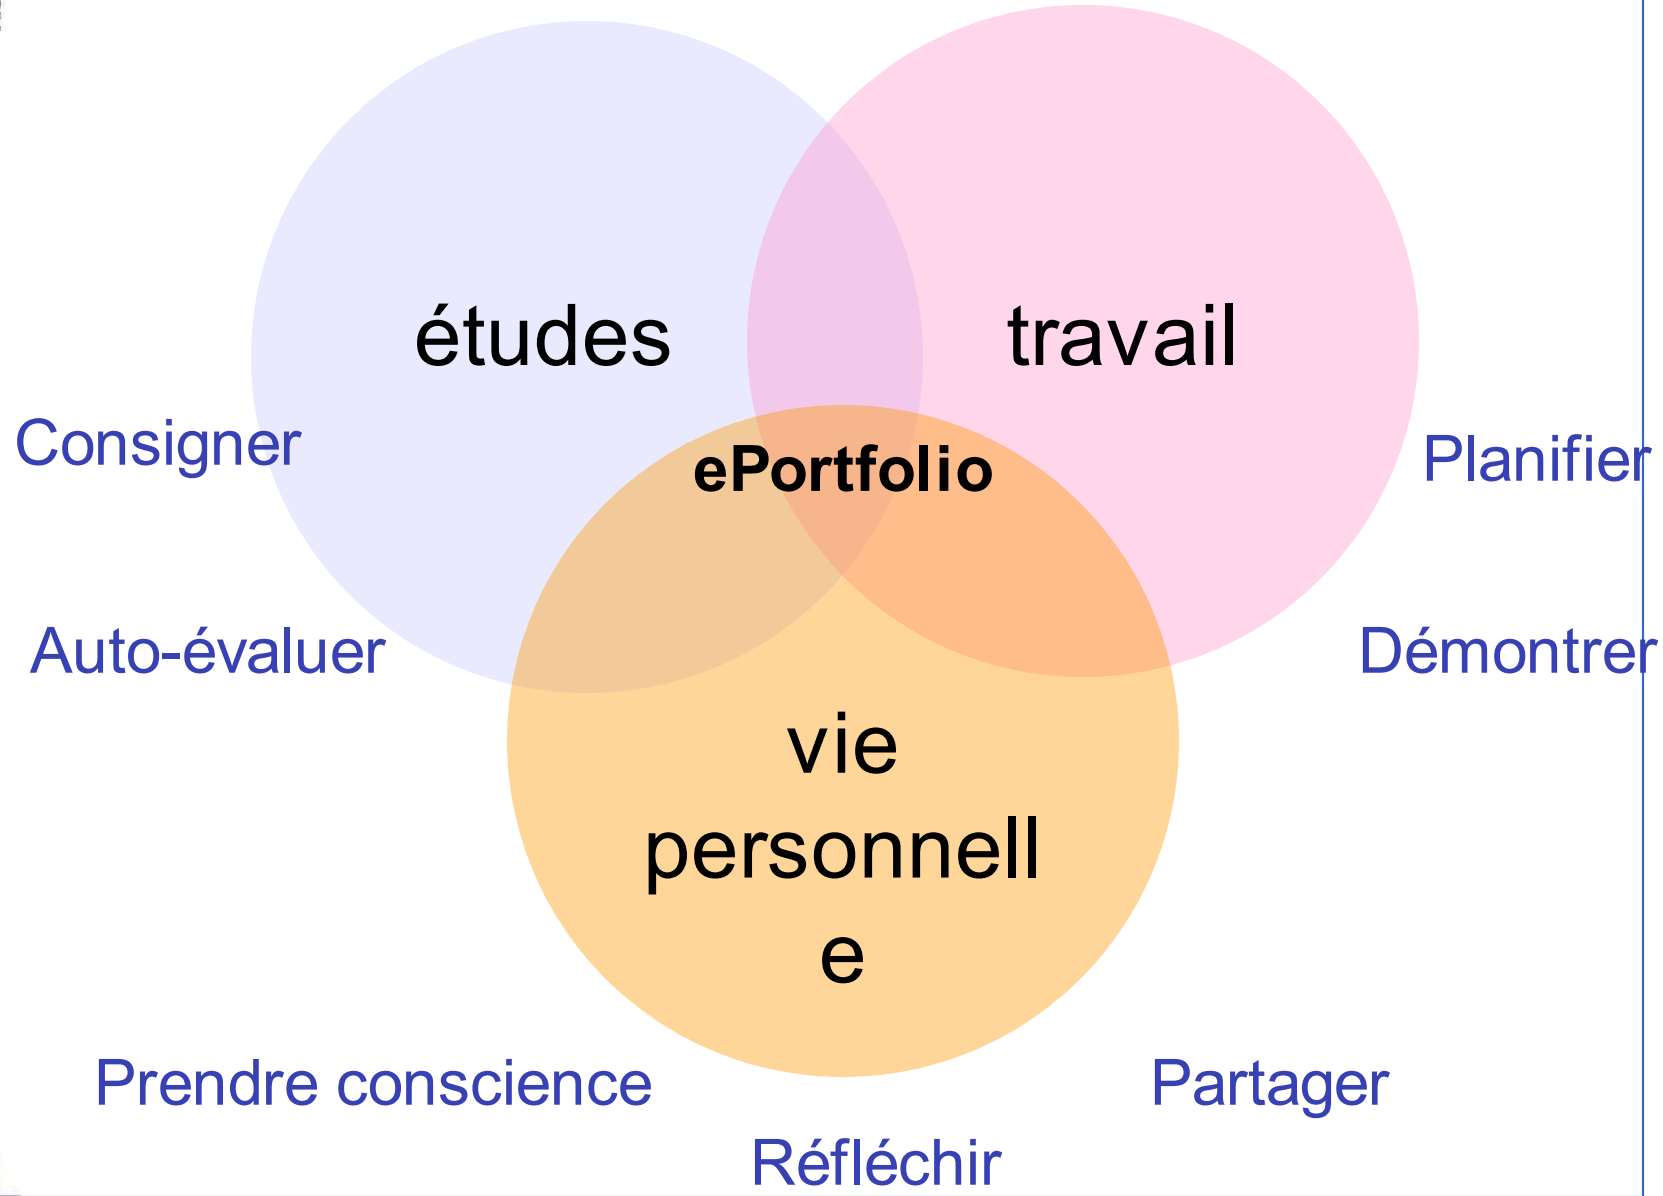 études
travail
Consigner
ePortfolio
Planifier
Auto-évaluer
Démontrer
vie
personnell
e
Prendre conscience
Partager
Réfléchir